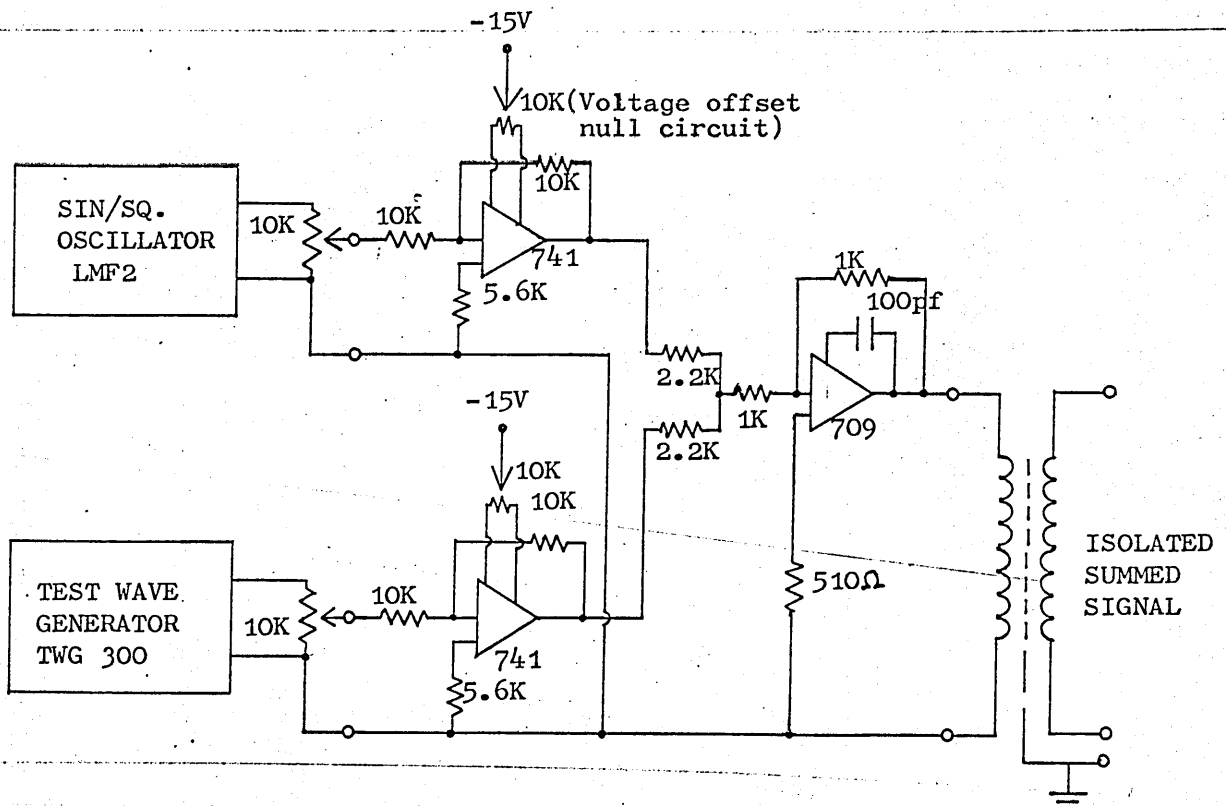 -15V
10K(Voltage offset
null circuit)
10K
SIN/SQ.
OSCILLATOR
LMF2
10K
10K
741
5.6K
1K
100pf
2.2K
1K
709
2.2K
-15V
10K
10K
TEST WAVE
GENERATOR
TWG 300
10K
10K
741
5.6K
510Ω
ISOLATED
SUMMED
SIGNAL